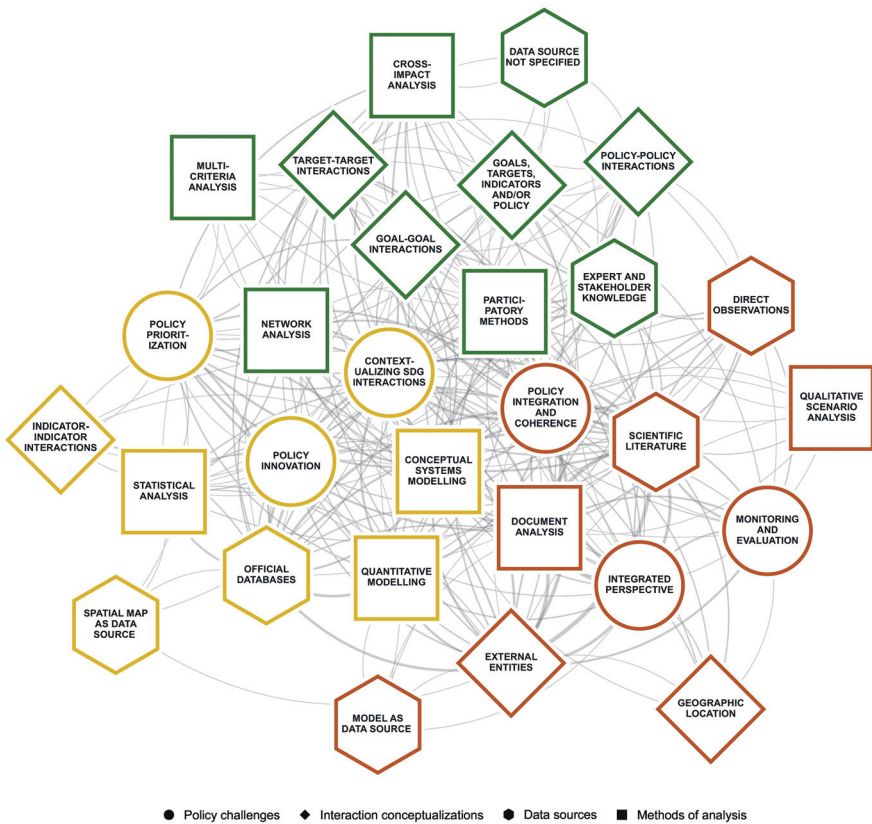 CROSS-
IMPACT
ANALYSIS
DATA SOURCE
NOT SPECIFIED
MULTI-
CRITERIA
ANALYSIS
TARGET-TARGET
INTERACTIONS
GOALS,
TARGETS,
INDICATORS
AND/OR
POLICY
POLICY-POLICY
INTERACTIONS
GOAL-GOAL
INTERACTIONS
EXPERT AND
STAKEHOLDER
KNOWLEDGE
DIRECT
OBSERVATIONS
POLICY
PRIORIT-
IZATION
NETWORK
ANALYSIS
PARTICI-
PATORY
METHODS
CONTEXT-
UALIZING SDG
INTERACTIONS
POLICY
INTEGRATION
AND
COHERENCE
QUALITATIVE
SCENARIO
ANALYSIS
INDICATOR-
INDICATOR
INTERACTIONS
SCIENTIFIC
LITERATURE
STATISTICAL
ANALYSIS
POLICY
INNOVATION
CONCEPTUAL
SYSTEMS
MODELLING
DOCUMENT
ANALYSIS
MONITORING
AND
EVALUATION
OFFICIAL
DATABASES
QUANTITATIVE
MODELLING
INTEGRATED
PERSPECTIVE
SPATIAL MAP
AS DATA
SOURCE
EXTERNAL
ENTITIES
MODEL AS
DATA SOURCE
GEOGRAPHIC
LOCATION
Policy challenges Interaction conceptualizations Data sources Methods of analysis